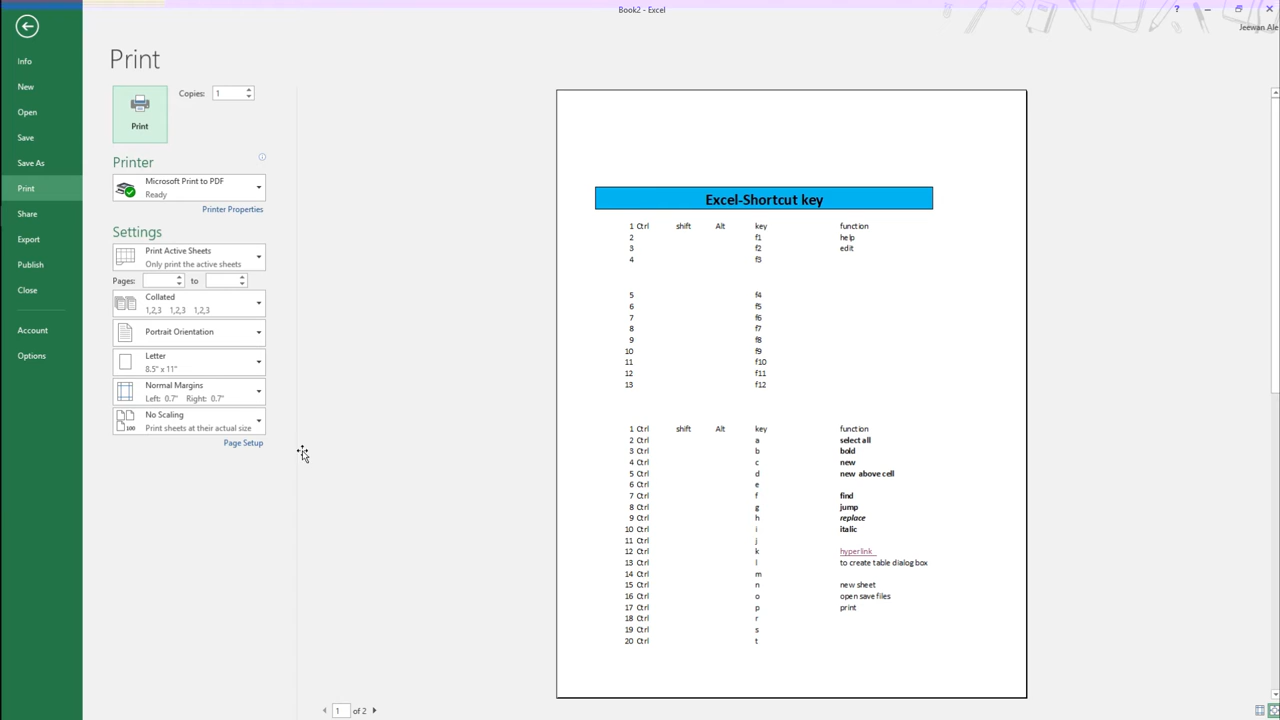 Book2 - Excel
?
Jeewan Ale
Info
New
Open
Save
Save As
Print
Share
Export
Publish
Close
Account
Options
Print
Print
Copies: 1
Printer
Microsoft Print to PDF
Ready
Printer Properties
Settings
Print Active Sheets
Only print the active sheets
Pages: to
Collated
1,2,3 1,2,3 1,2,3
Portrait Orientation
Letter
8.5" x 11"
Normal Margins
Left: 0.7" Right: 0.7"
No Scaling
100 Print sheets at their actual size
Page Setup
Excel-Shortcut key
1 Ctrl shift Alt key function
2 f1 help
3 f2 edit
4 f3
5 f4
6 f5
7 f6
8 f7
9 f8
10 f9
11 f10
12 f11
13 f12
1 Ctrl shift Alt key function
2 Ctrl a select all
3 Ctrl b bold
4 Ctrl c new
5 Ctrl d new above cell
6 Ctrl e
7 Ctrl f find
8 Ctrl g jump
9 Ctrl h replace
10 Ctrl i italic
11 Ctrl j
12 Ctrl k hyperlink
13 Ctrl l to create table dialog box
14 Ctrl m
15 Ctrl n new sheet
16 Ctrl o open save files
17 Ctrl p print
18 Ctrl r
19 Ctrl s
20 Ctrl t
1 of 2